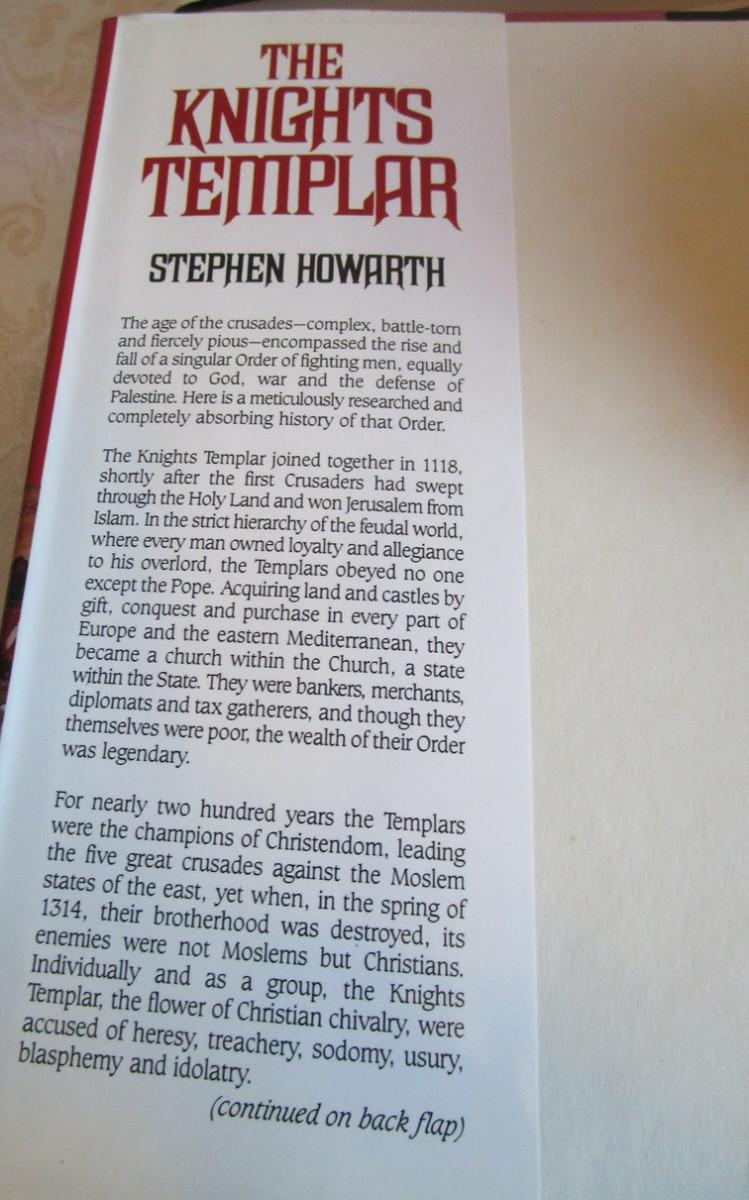 THE
KNIGHTS
TEMPLAR
STEPHEN HOWARTH
The age of the crusades—complex, battle-torn
and fiercely pious—encompassed the rise and
fall of a singular Order of fighting men, equally
devoted to God, war and the defense of
Palestine. Here is a meticulously researched and
completely absorbing history of that Order.
The Knights Templar joined together in 1118,
shortly after the first Crusaders had swept
through the Holy Land and won Jerusalem from
Islam. In the strict hierarchy of the feudal world,
where every man owned loyalty and allegiance
to his overlord, the Templars obeyed no one
except the Pope. Acquiring land and castles by
gift, conquest and purchase in every part of
Europe and the eastern Mediterranean, they
became a church within the Church, a state
within the State. They were bankers, merchants,
diplomats and tax gatherers, and though they
themselves were poor, the wealth of their Order
was legendary.
For nearly two hundred years the Templars
were the champions of Christendom, leading
the five great crusades against the Moslem
states of the east, yet when, in the spring of
1314, their brotherhood was destroyed, its
enemies were not Moslems but Christians.
Individually and as a group, the Knights
Templar, the flower of Christian chivalry, were
accused of heresy, treachery, sodomy, usury,
blasphemy and idolatry.
(continued on back flap)